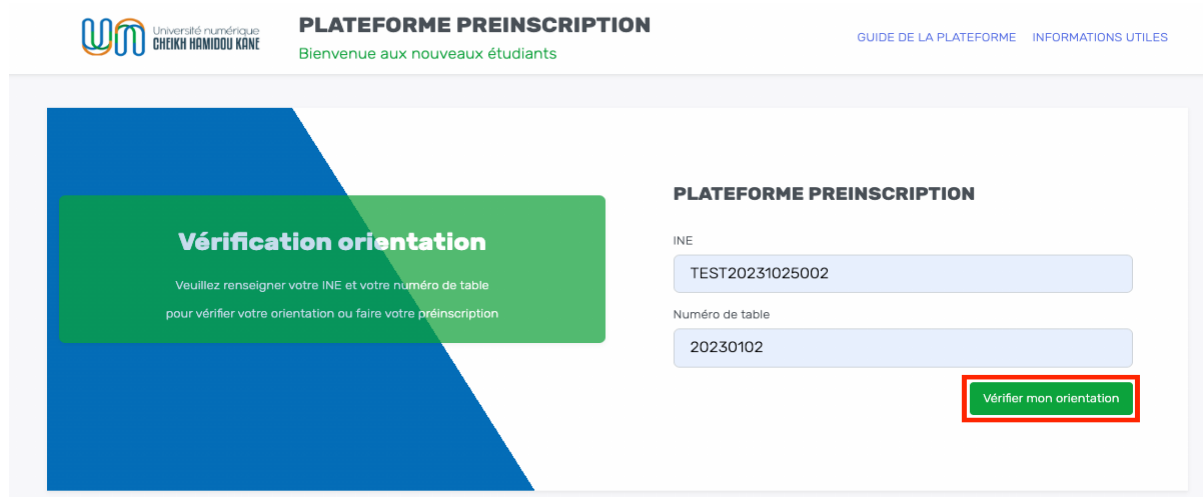 Université numérique
CHEIKH HAMIDOU KANE
PLATEFORME PREINSCRIPTION
Bienvenue aux nouveaux étudiants
GUIDE DE LA PLATEFORME
INFORMATIONS UTILES
Vérification orientation
Veuillez renseigner votre INE et votre numéro de table
pour vérifier votre orientation ou faire votre préinscription
PLATEFORME PREINSCRIPTION
INE
TEST20231025002
Numéro de table
20230102
Vérifier mon orientation